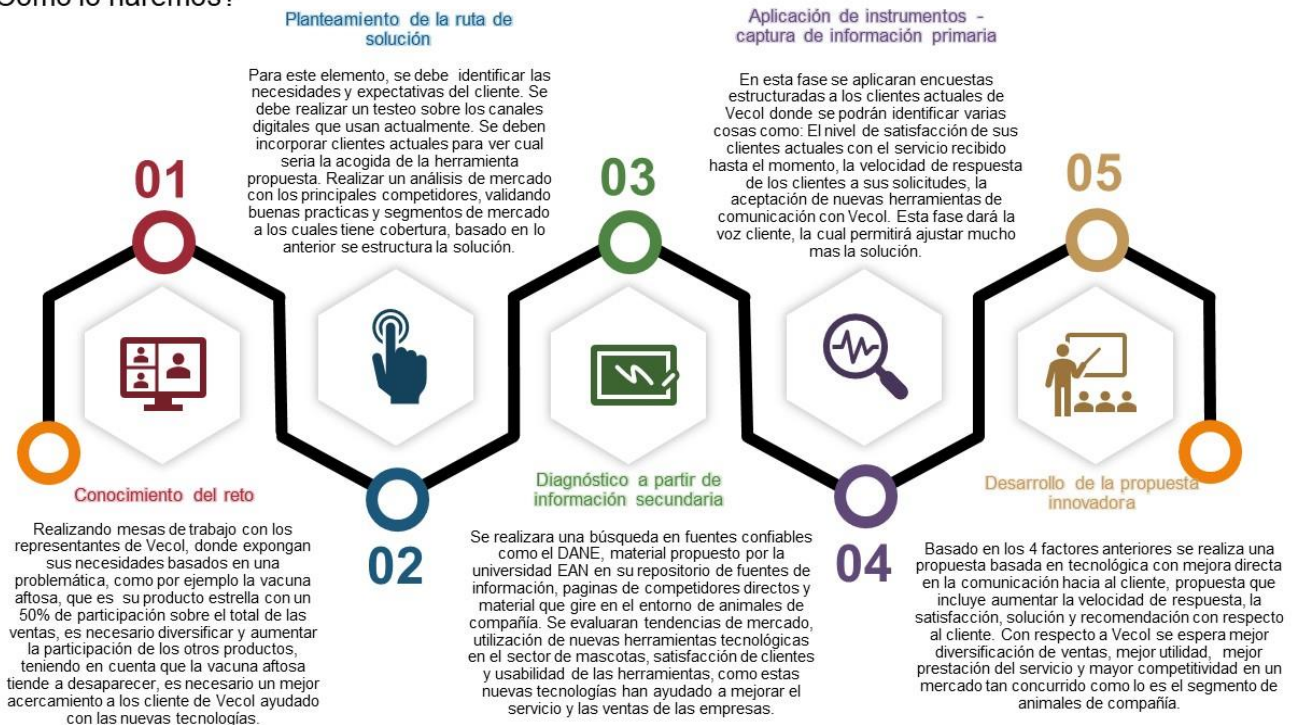 Como lo haremos?
01
Conocimiento del reto
Realizando mesas de trabajo con los
representantes de Vecol, donde expongan
sus necesidades basados en una
problemática, como por ejemplo la vacuna
aftosa, que es su producto estrella con un
50% de participación sobre el total de las
ventas, es necesario diversificar y aumentar
la participación de los otros productos,
teniendo en cuenta que la vacuna aftosa
tiende a desaparecer, es necesario un mejor
acercamiento a los cliente de Vecol ayudado
con las nuevas tecnologías.
Planteamiento de la ruta de
solución
Para este elemento, se debe identificar las
necesidades y expectativas del cliente. Se
debe realizar un testeo sobre los canales
digitales que usan actualmente. Se deben
incorporar clientes actuales para ver cual
seria la acogida de la herramienta
propuesta. Realizar un análisis de mercado
con los principales competidores, validando
buenas practicas y segmentos de mercado
a los cuales tiene cobertura, basado en lo
anterior se estructura la solución.
02
03
Diagnóstico a partir de
información secundaria
Se realizara una búsqueda en fuentes confiables
como el DANE, material propuesto por la
universidad EAN en su repositorio de fuentes de
información, paginas de competidores directos y
material que gire en el entorno de animales de
compañía. Se evaluaran tendencias de mercado,
utilización de nuevas herramientas tecnológicas
en el sector de mascotas, satisfacción de clientes
y usabilidad de las herramientas, como estas
nuevas tecnologías han ayudado a mejorar el
servicio y las ventas de las empresas.
Aplicación de instrumentos -
captura de información primaria
En esta fase se aplicaran encuestas
estructuradas a los clientes actuales de
Vecol donde se podrán identificar varias
cosas como: El nivel de satisfacción de sus
clientes actuales con el servicio recibido
hasta el momento, la velocidad de respuesta
de los clientes a sus solicitudes, la
aceptación de nuevas herramientas de
comunicación con Vecol. Esta fase dará la
voz cliente, la cual permitirá ajustar mucho
mas la solución.
04
05
Desarrollo de la propuesta
innovadora
Basado en los 4 factores anteriores se realiza una
propuesta basada en tecnológica con mejora directa
en la comunicación hacia al cliente, propuesta que
incluye aumentar la velocidad de respuesta, la
satisfacción, solución y recomendación con respecto
al cliente. Con respecto a Vecol se espera mejor
diversificación de ventas, mejor utilidad, mejor
prestación del servicio y mayor competitividad en un
mercado tan concurrido como lo es el segmento de
animales de compañía.